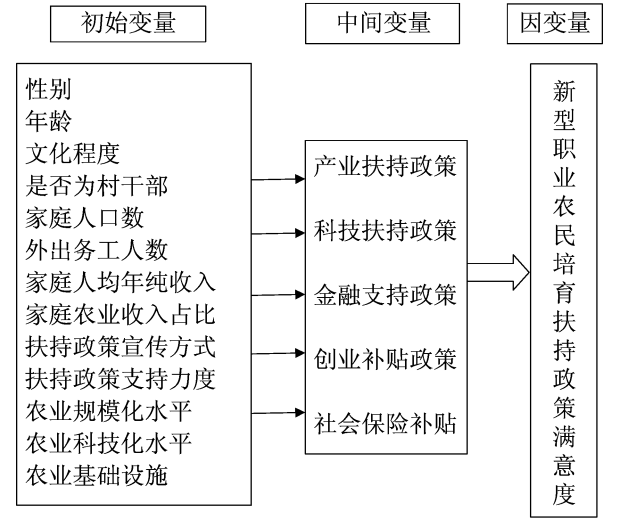 初始变量
中间变量
因变量
性别
年龄
文化程度
是否为村干部
家庭人口数
外出务工人数
家庭人均年纯收入
家庭农业收入占比
扶持政策宣传方式
扶持政策支持力度
农业规模化水平
农业科技化水平
农业基础设施
产业扶持政策
科技扶持政策
金融支持政策
创业补贴政策
社会保险补贴
新型职业农民培育扶持政策满意度